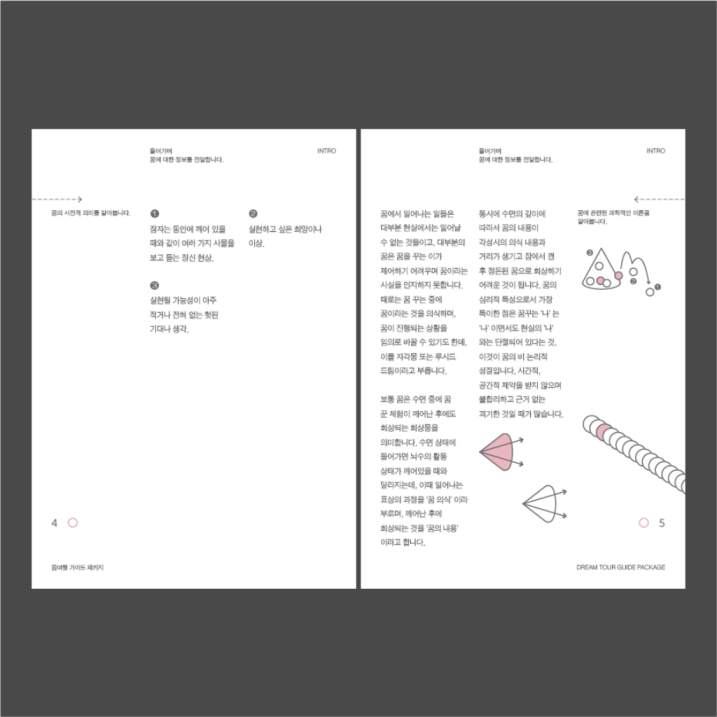 들어가며
꿈에 대한 정보를 전달합니다.
INTRO
꿈의 사전적 의미를 알아봅니다.
❶
잠자는 동안에 깨어 있을
때와 같이 여러 가지 사물을
보고 듣는 정신 현상.
❷
실현하고 싶은 희망이나
이상.
❸
실현될 가능성이 아주
적거나 전혀 없는 헛된
기대나 생각.
4
꿈여행 가이드 패키지
들어가며
꿈에 대한 정보를 전달합니다.
INTRO
꿈에서 일어나는 일들은
대부분 현실에서는 일어날
수 없는 것들이고, 대부분의
꿈은 꿈을 꾸는 이가
제어하기 어려우며 꿈이라는
사실을 인지하지 못합니다.
때로는 꿈 꾸는 중에
꿈이라는 것을 의식하며,
꿈이 진행되는 상황을
임의로 바꿀 수 있기도 한데,
이를 자각몽 또는 루시드
드림이라고 부릅니다.
보통 꿈은 수면 중에 꿈
꾼 체험이 깨어난 후에도
회상되는 회상몽을
의미합니다. 수면 상태에
들어가면 뇌수의 활동
상태가 깨어있을 때와
달라지는데, 이때 일어나는
표상의 과정을 '꿈 의식' 이라
부르며, 깨어난 후에
회상되는 것을 '꿈의 내용'
이라고 합니다.
동시에 수면의 깊이에
따라서 꿈의 내용이
각성시의 의식 내용과
거리가 생기고 잠에서 깬
후 정돈된 꿈으로 회상하기
어려운 것이 됩니다. 꿈의
심리적 특성으로서 가장
특이한 점은 꿈꾸는 '나' 는
'나' 이면서도 현실의 '나'
와는 단절되어 있다는 것.
이것이 꿈의 비 논리적
성질입니다. 시간적,
공간적 제약을 받지 않으며
불합리하고 근거 없는
괴기한 것일 때가 많습니다.
꿈에 관련된 과학적인 이론을
알아봅니다.
❸
❷
❶
5
DREAM TOUR GUIDE PACKAGE